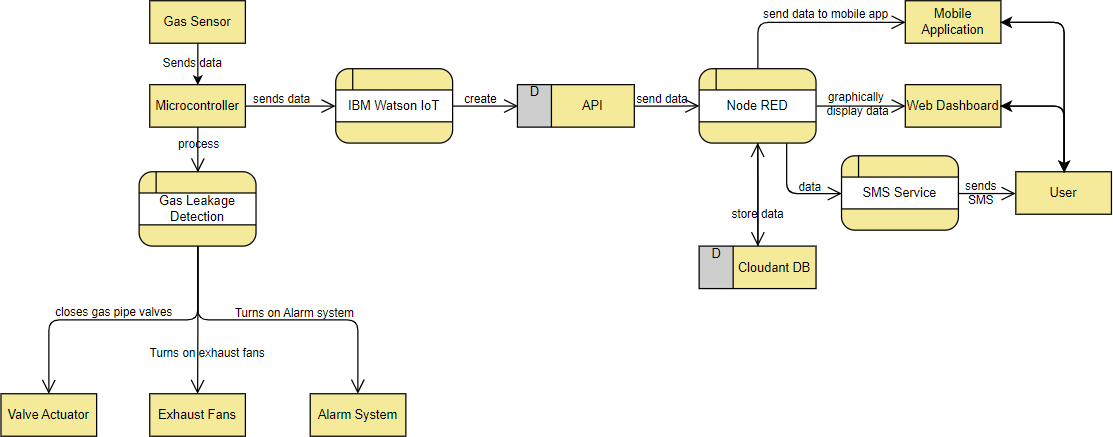 Gas Sensor
send data to mobile app
Mobile
Application
Sends data
Microcontroller
sends data
IBM Watson IoT
create
D
API
send data
Node RED
graphically
display data
Web Dashboard
process
Gas Leakage
Detection
data
SMS Service
sends
SMS
User
store data
D
Cloudant DB
closes gas pipe valves
Turns on Alarm system
Turns on exhaust fans
Valve Actuator
Exhaust Fans
Alarm System